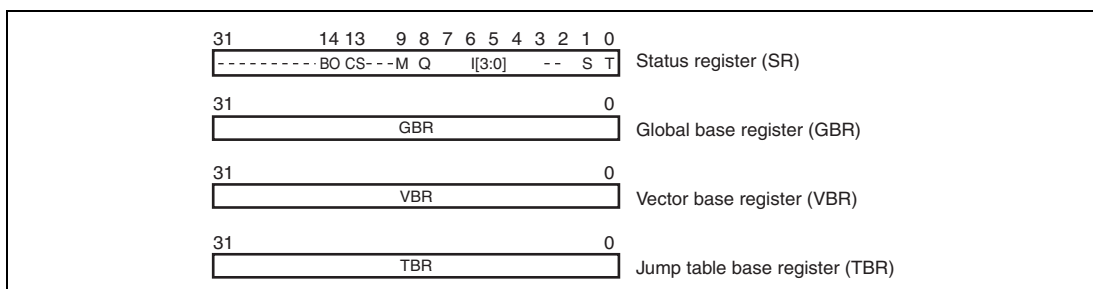 31 14 13 9 8 7 6 5 4 3 2 1 0
- - - - - - - - - - BO CS - - - M Q I[3:0] - - S T Status register (SR)
31 0
GBR Global base register (GBR)
31 0
VBR Vector base register (VBR)
31 0
TBR Jump table base register (TBR)